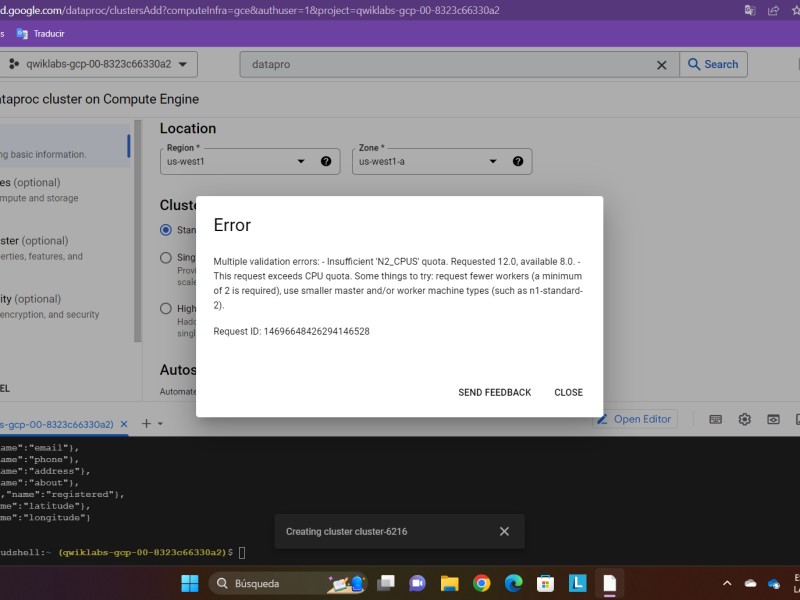 d.google.com/dataproc/clustersAdd?computeInfra=gce&authuser=1&project=qwiklabs-gcp-00-8323c66330a2
s Traducir
qwiklabs-gcp-00-8323c66330a2
datapro
Search
taproc cluster on Compute Engine
ng basic information.
es (optional)
mpute and storage
ster (optional)
erties, features, and
ity (optional)
encryption, and security
EL
Location
Region *
us-west1
Zone *
us-west1-a
Cluste
Stan
Sing
Provi
scale
High
Hado
singl
Autos
Automate
Error
Multiple validation errors: - Insufficient 'N2_CPUS' quota. Requested 12.0, available 8.0. -
This request exceeds CPU quota. Some things to try: request fewer workers (a minimum
of 2 is required), use smaller master and/or worker machine types (such as n1-standard-
2).
Request ID: 14696648426294146528
SEND FEEDBACK CLOSE
s-gcp-00-8323c66330a2)
Open Editor
ame":"email"},
ame":"phone"},
ame":"address"},
ame":"about"},
,"name":"registered"},
me":"latitude"},
me":"longitude"}
udshell:~ (qwiklabs-gcp-00-8323c66330a2)$
Creating cluster cluster-6216
Búsqueda
L